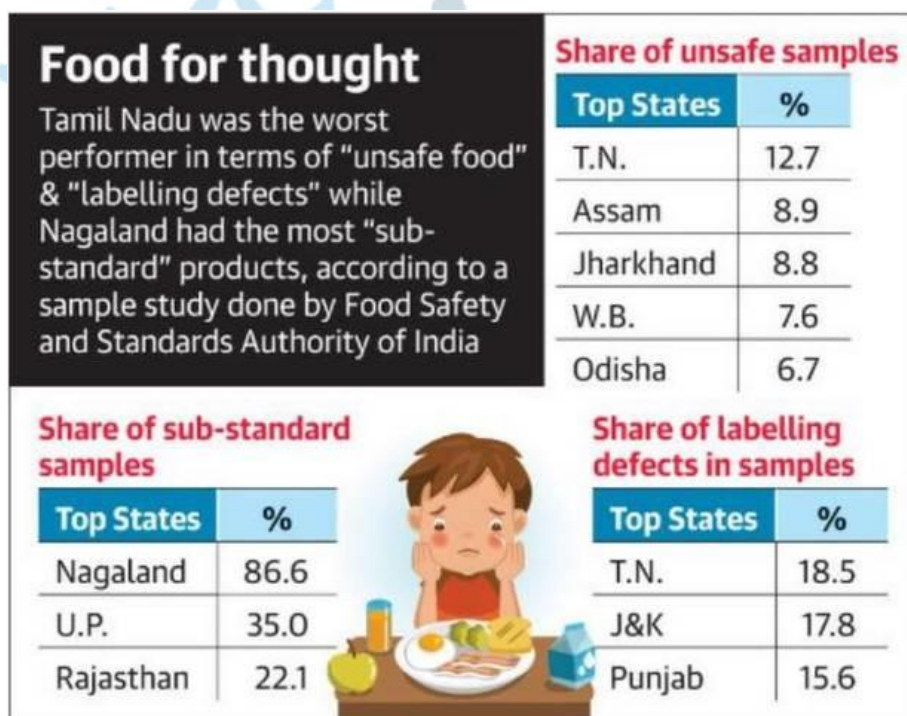 Food for thought
Tamil Nadu was the worst
performer in terms of “unsafe food”
& “labelling defects” while
Nagaland had the most “sub-
standard” products, according to a
sample study done by Food Safety
and Standards Authority of India
Share of unsafe samples
Top States %
T.N. 12.7
Assam 8.9
Jharkhand 8.8
W.B. 7.6
Odisha 6.7
Share of sub-standard
samples
Top States %
Nagaland 86.6
U.P. 35.0
Rajasthan 22.1
Share of labelling
defects in samples
Top States %
T.N. 18.5
J&K 17.8
Punjab 15.6